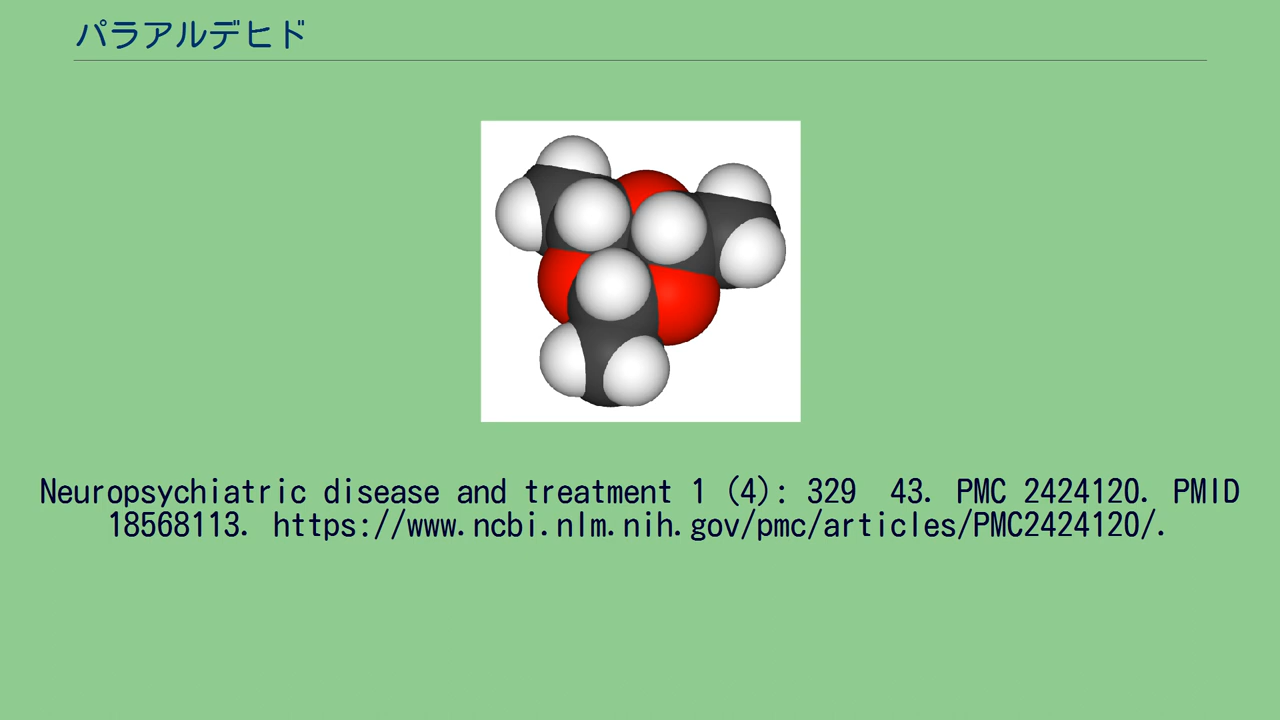 パラアルデヒド
Neuropsychiatric disease and treatment 1 (4): 329  43. PMC 2424120. PMID
18568113. https://www.ncbi.nlm.nih.gov/pmc/articles/PMC2424120/.